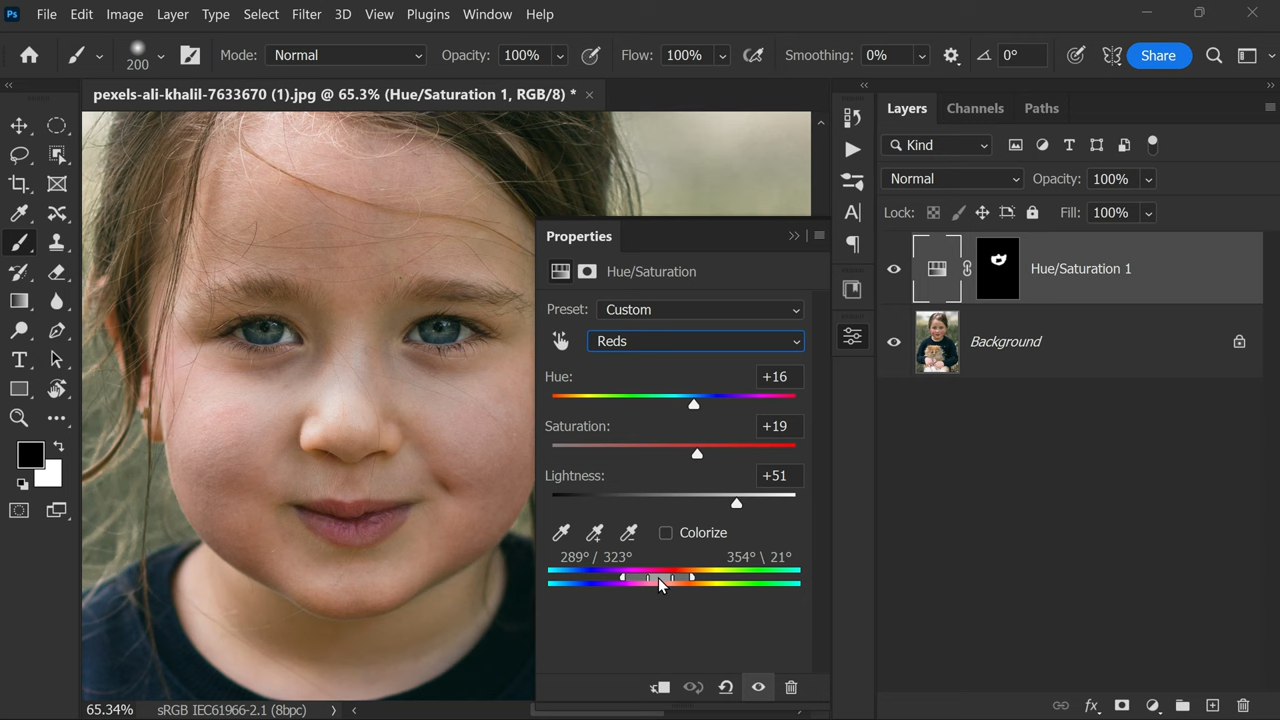 Ps File Edit Image Layer Type Select Filter 3D View Plugins Window Help
200 Mode: Normal Opacity: 100% Flow: 100% Smoothing: 0% 0° Share
pexels-ali-khalil-7633670 (1).jpg @ 65.3% (Hue/Saturation 1, RGB/8) *
Layers Channels Paths
Kind
Normal Opacity: 100%
Lock: Fill: 100%
Hue/Saturation 1
Background
Properties
Hue/Saturation
Preset: Custom
Reds
Hue: +16
Saturation: +19
Lightness: +51
Colorize
289° / 323° 354° \ 21°
65.34% sRGB IEC61966-2.1 (8bpc)
fx